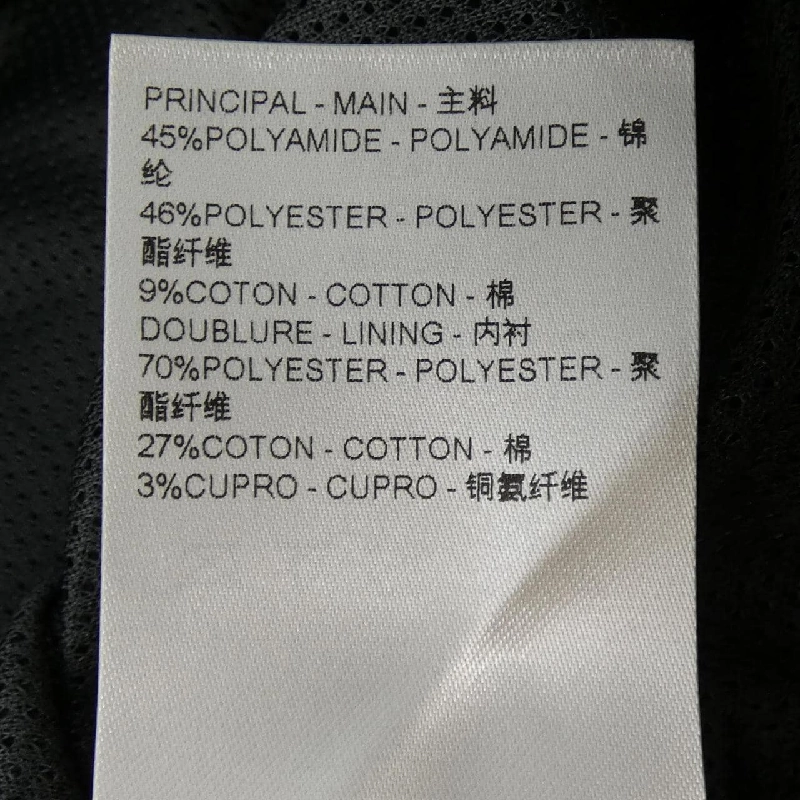 PRINCIPAL - MAIN - 主料
45%POLYAMIDE - POLYAMIDE - 锦
纶
46%POLYESTER - POLYESTER - 聚
酯纤维
9%COTON - COTTON - 棉
DOUBLURE - LINING - 内衬
70%POLYESTER - POLYESTER - 聚
酯纤维
27%COTON - COTTON - 棉
3%CUPRO - CUPRO - 铜氨纤维